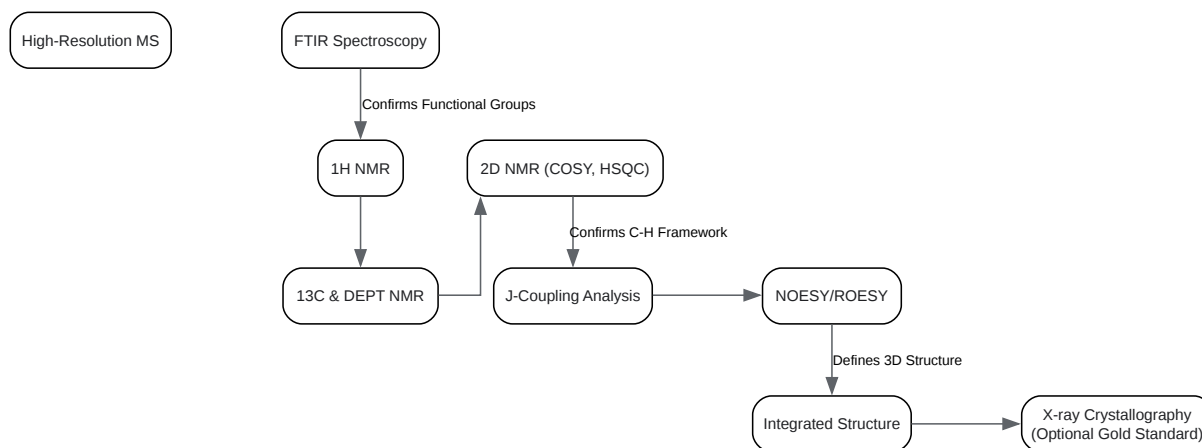 High-Resolution MS
FTIR Spectroscopy
Confirms Functional Groups
1H NMR
2D NMR (COSY, HSQC)
Confirms C-H Framework
13C & DEPT NMR
J-Coupling Analysis
NOESY/ROESY
Defines 3D Structure
Integrated Structure
X-ray Crystallography
(Optional Gold Standard)